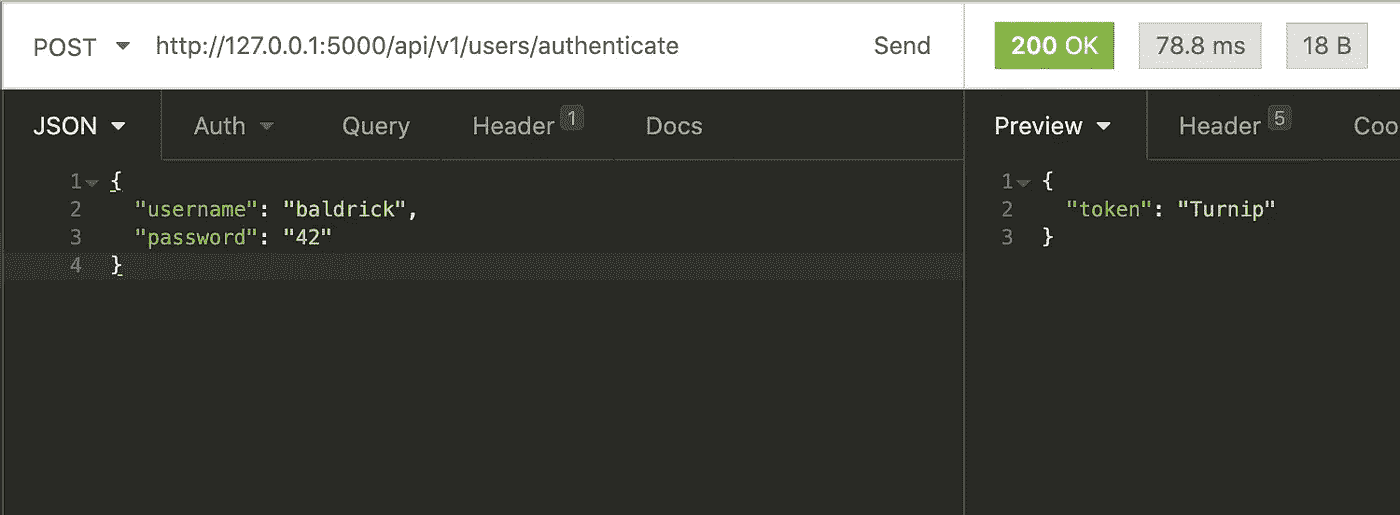 POST http://127.0.0.1:5000/api/v1/users/authenticate Send 200 OK 78.8 ms 18 B
JSON Auth Query Header 1 Docs Preview Header 5 Coo
1 {
2 "username": "baldrick",
3 "password": "42"
4 }
1 {
2 "token": "Turnip"
3 }